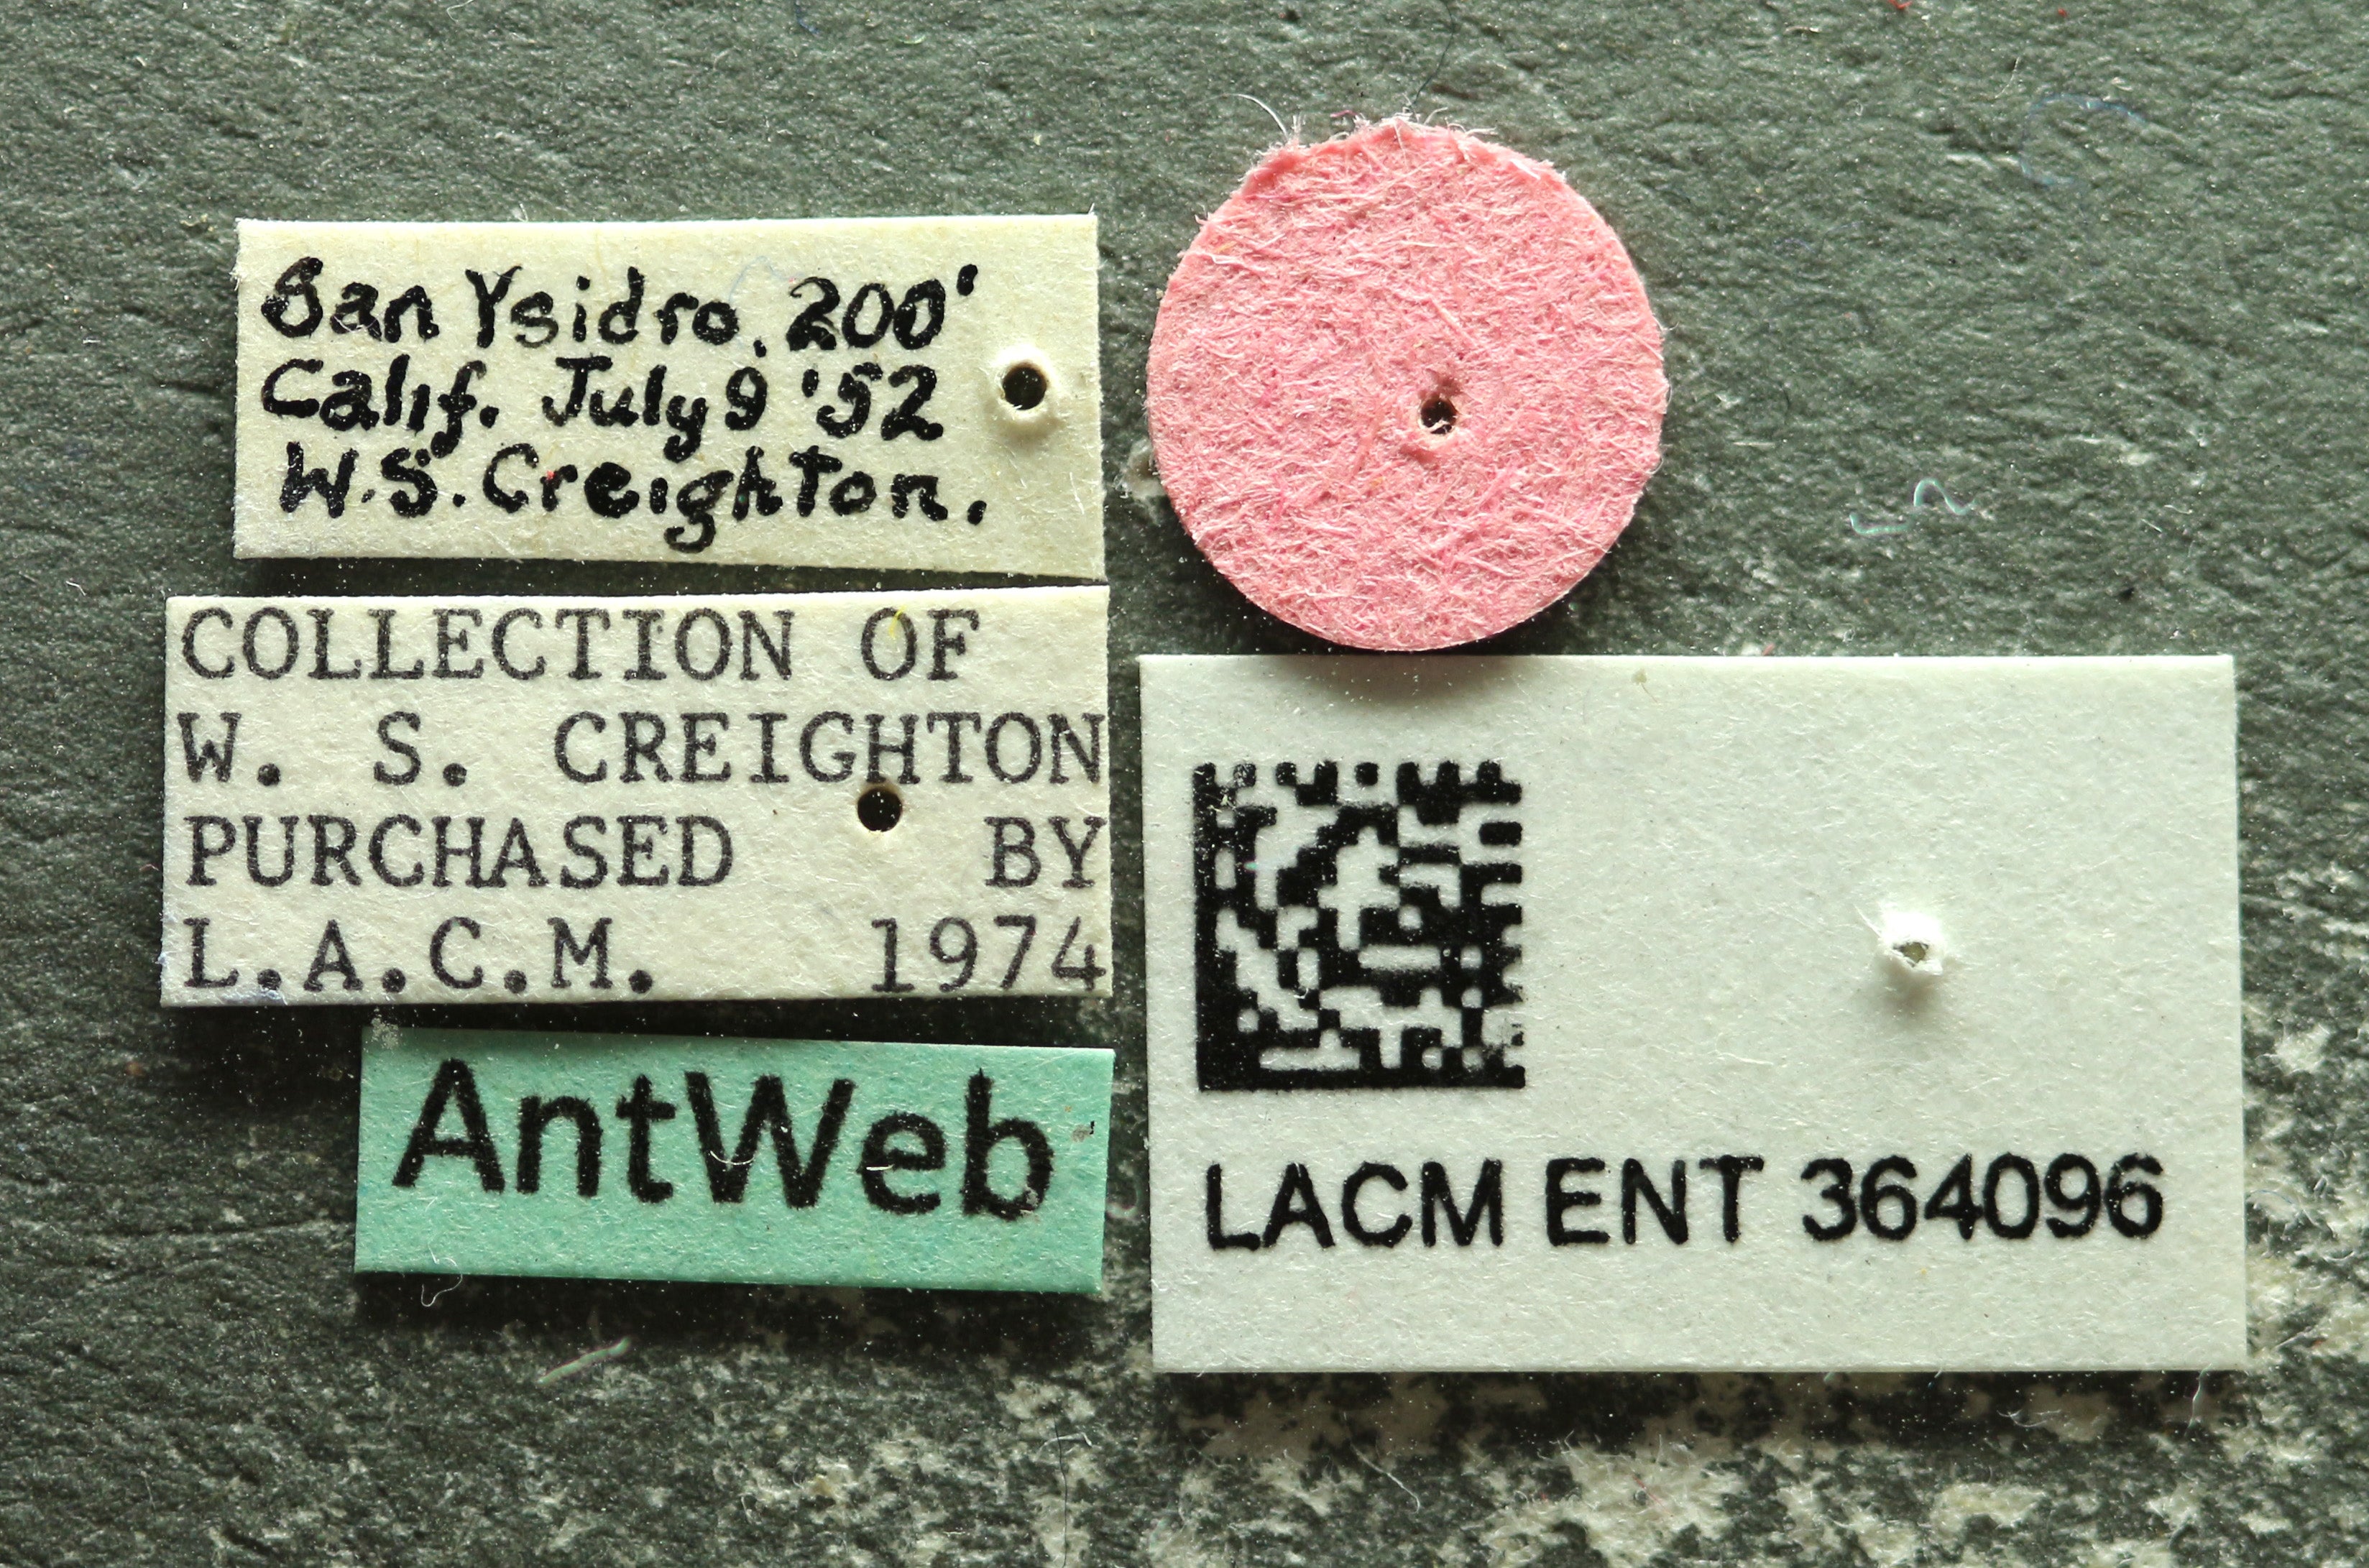 San Ysidro, 200'
Calif. July 9 '52
W.S. Creighton.
COLLECTION OF
W. S. CREIGHTON
PURCHASED BY
L.A.C.M. 1974
AntWeb
LACM ENT 364096